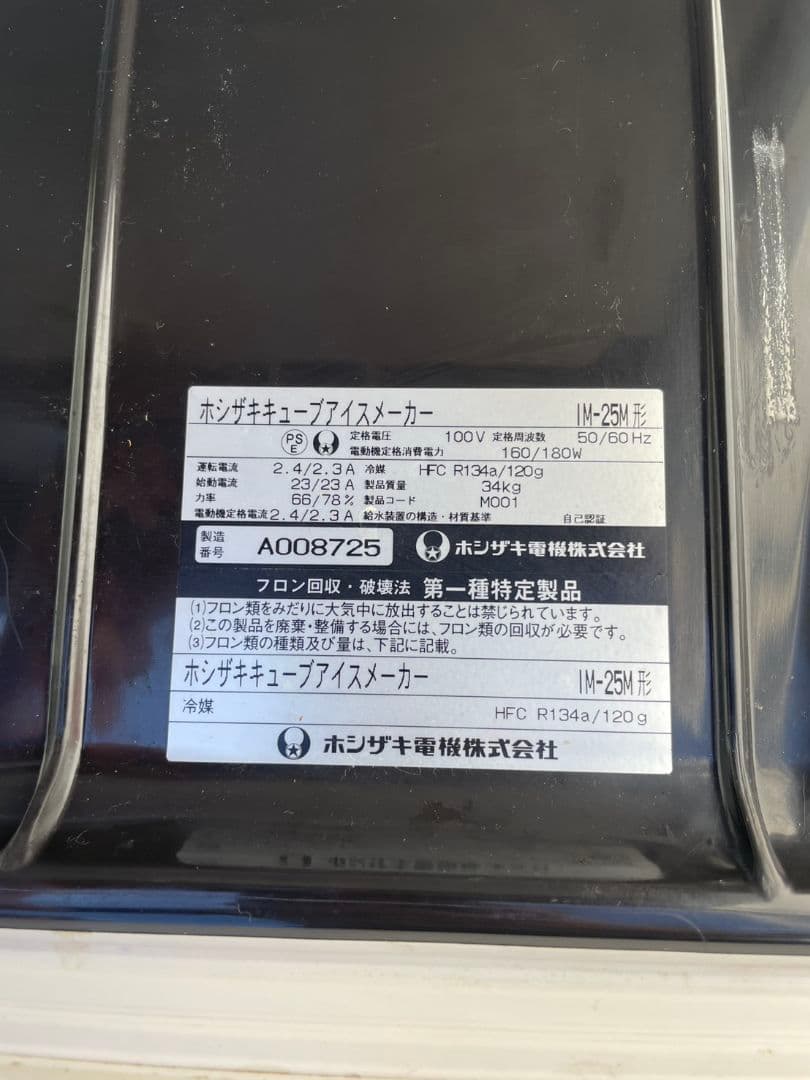 ホシザキキューブアイスメーカー IM-25M形
PS E 定格電圧 100V 定格周波数 50/60Hz
電動機定格消費電力 160/180W
運転電流 2.4/2.3A 冷媒 HFC R134a/120g
始動電流 23/23A 製品質量 34kg
力率 66/78% 製品コード M001
電動機定格電流 2.4/2.3A 給水装置の構造・材質基準 自己認証
製造番号 A008725 ホシザキ電機株式会社
フロン回収・破壊法 第一種特定製品
(1)フロン類をみだりに大気中に放出することは禁じられています。
(2)この製品を廃棄・整備する場合には、フロン類の回収が必要です。
(3)フロン類の種類及び量は、下記に記載。
ホシザキキューブアイスメーカー IM-25M形
冷媒 HFC R134a/120g
ホシザキ電機株式会社